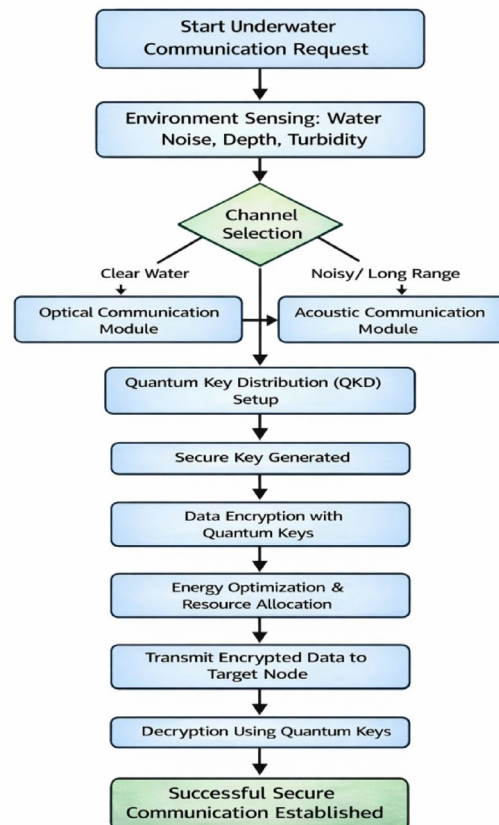 Start Underwater
Communication Request
Environment Sensing: Water
Noise, Depth, Turbidity
Channel
Selection
Clear Water
Noisy/ Long Range
Optical Communication
Module
Acoustic Communication
Module
Quantum Key Distribution (QKD)
Setup
Secure Key Generated
Data Encryption with
Quantum Keys
Energy Optimization &
Resource Allocation
Transmit Encrypted Data to
Target Node
Decryption Using Quantum Keys
Successful Secure
Communication Established